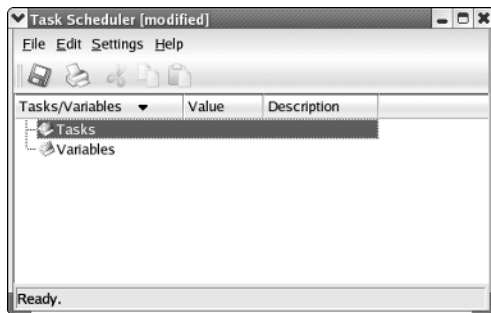 Task Scheduler [modified]
File Edit Settings Help
Tasks/Variables Value Description
Tasks
Variables
Ready.